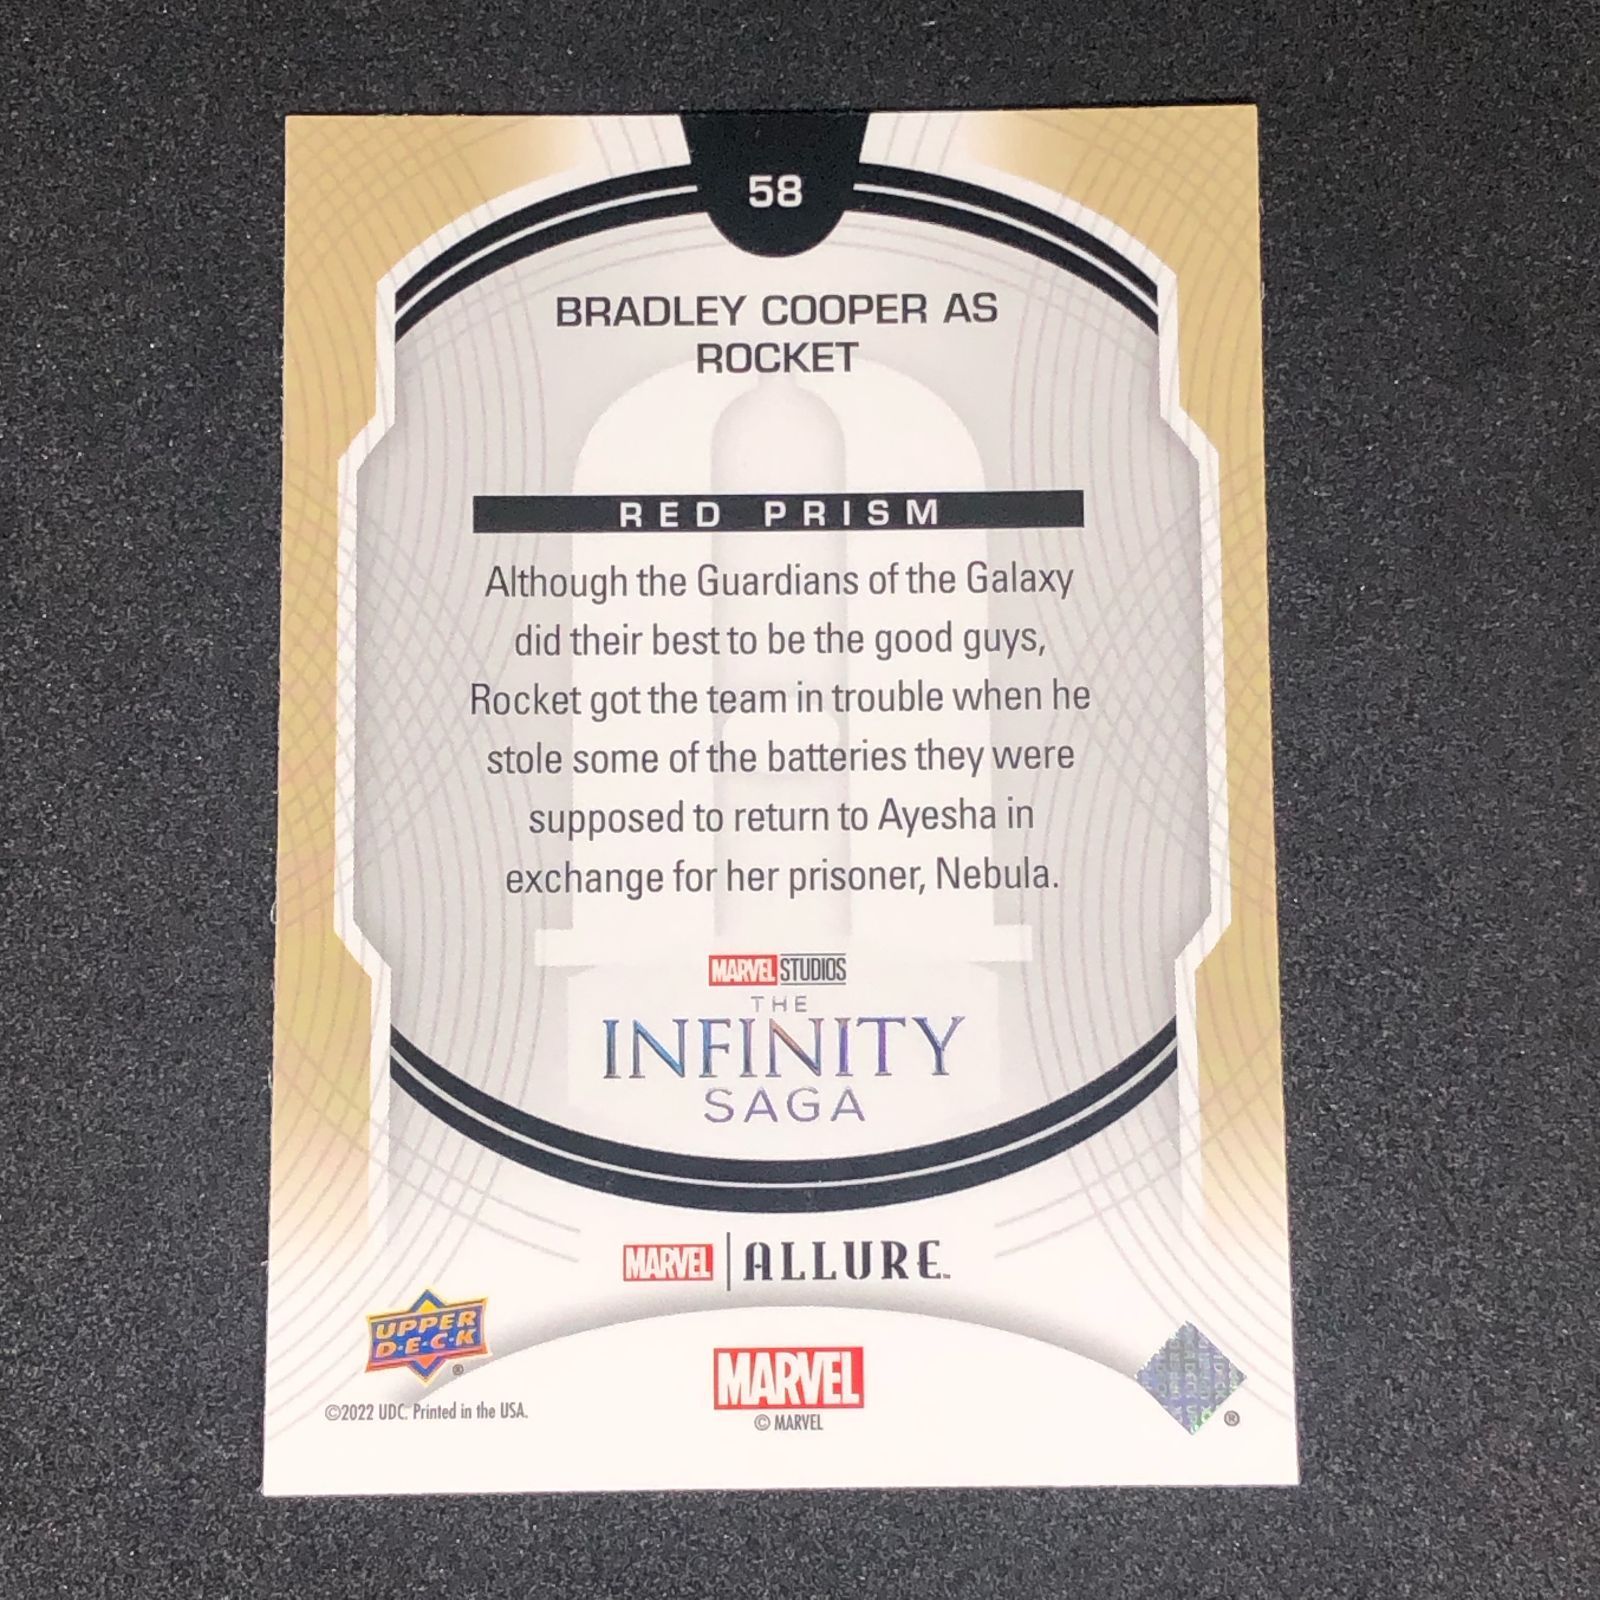 58
BRADLEY COOPER AS
ROCKET
RED PRISM
Although the Guardians of the Galaxy
did their best to be the good guys,
Rocket got the team in trouble when he
stole some of the batteries they were
supposed to return to Ayesha in
exchange for her prisoner, Nebula.
MARVEL STUDIOS
THE
INFINITY
SAGA
MARVEL | ALLURE™
UPPER
D·E·C·K
®
©2022 UDC. Printed in the USA.
MARVEL
© MARVEL
®